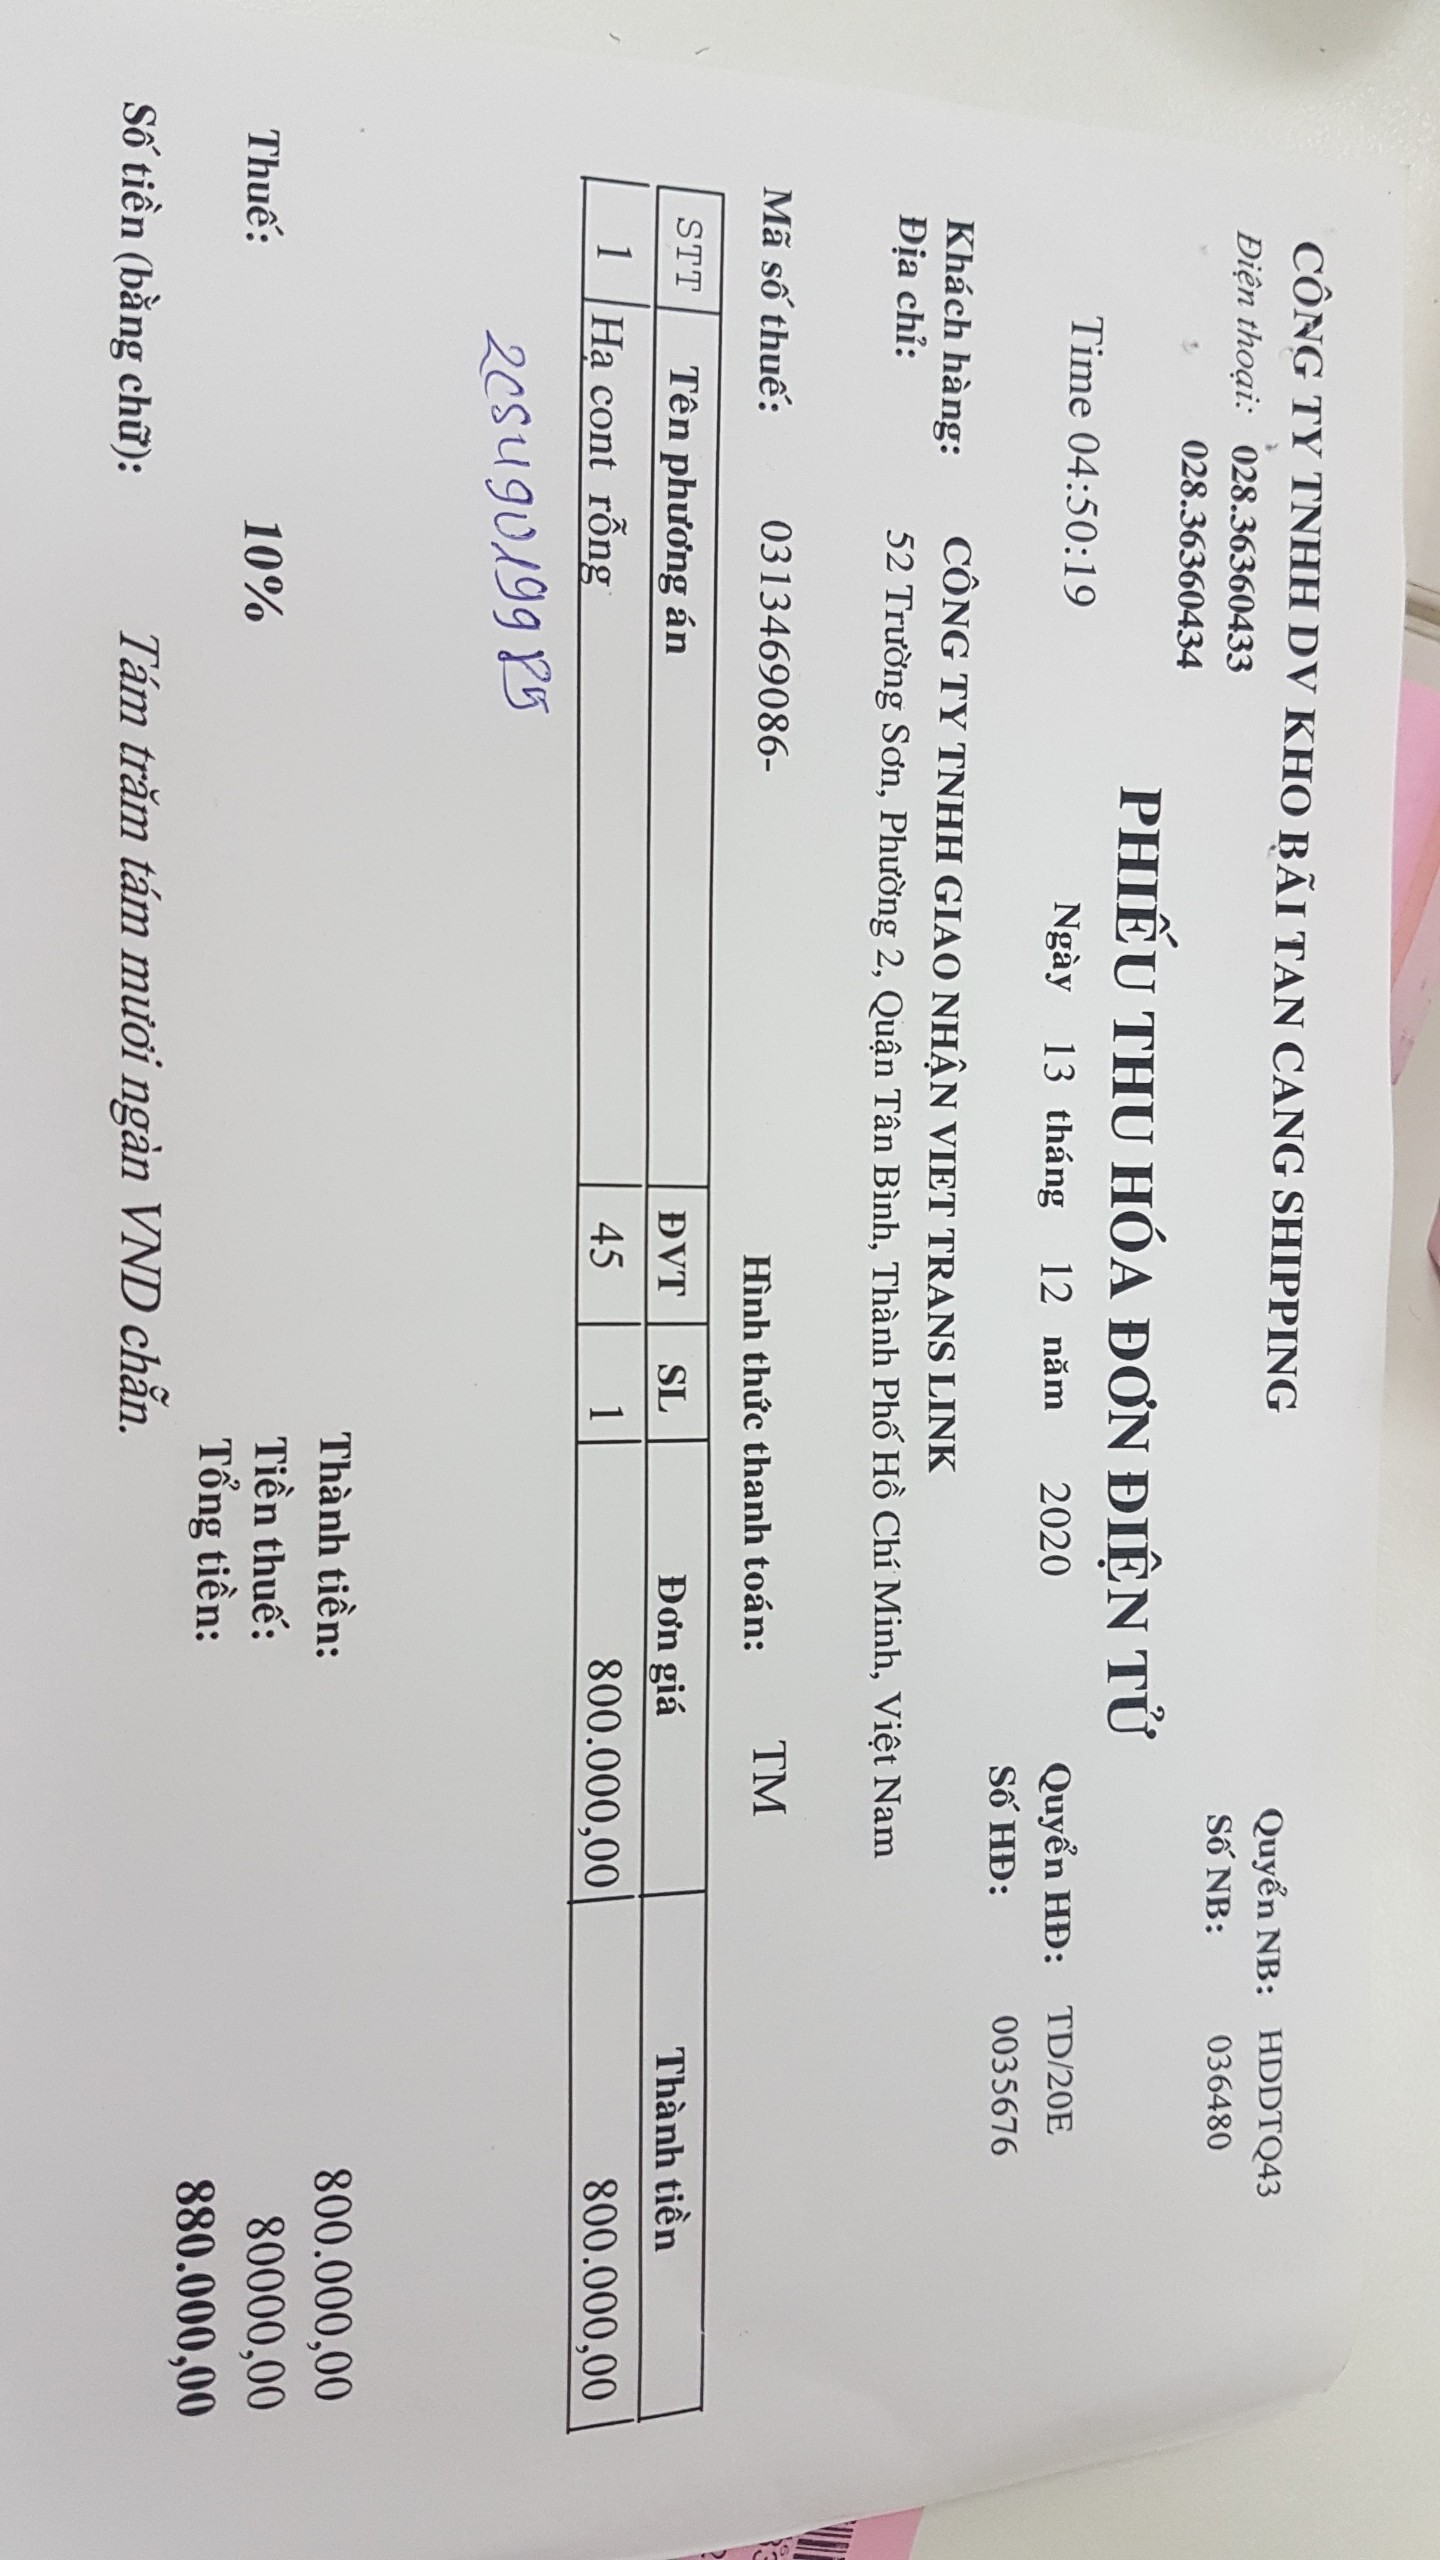 CÔNG TY TNHH DV KHO BÃI TAN CANG SHIPPING
Điện thoại: 028.36360433
028.36360434
Quyển NB: HDDTQ43
Số NB: 036480
PHIẾU THU HÓA ĐƠN ĐIỆN TỬ
Time 04:50:19
Ngày 13 tháng 12 năm 2020
Quyển HĐ: TD/20E
Số HĐ: 0035676
Khách hàng: CÔNG TY TNHH GIAO NHẬN VIET TRANS LINK
Địa chỉ: 52 Trường Sơn, Phường 2, Quận Tân Bình, Thành Phố Hồ Chí Minh, Việt Nam
Mã số thuế: 0313469086-
Hình thức thanh toán: TM
STT Tên phương án ĐVT SL Đơn giá Thành tiền
1 Hạ cont rỗng 45 1 800.000,00 800.000,00
Thành tiền: 800.000,00
Thuế: 10% Tiền thuế: 80000,00
Tổng tiền: 880.000,00
Số tiền (bằng chữ): Tám trăm tám mươi ngàn VND chẵn.